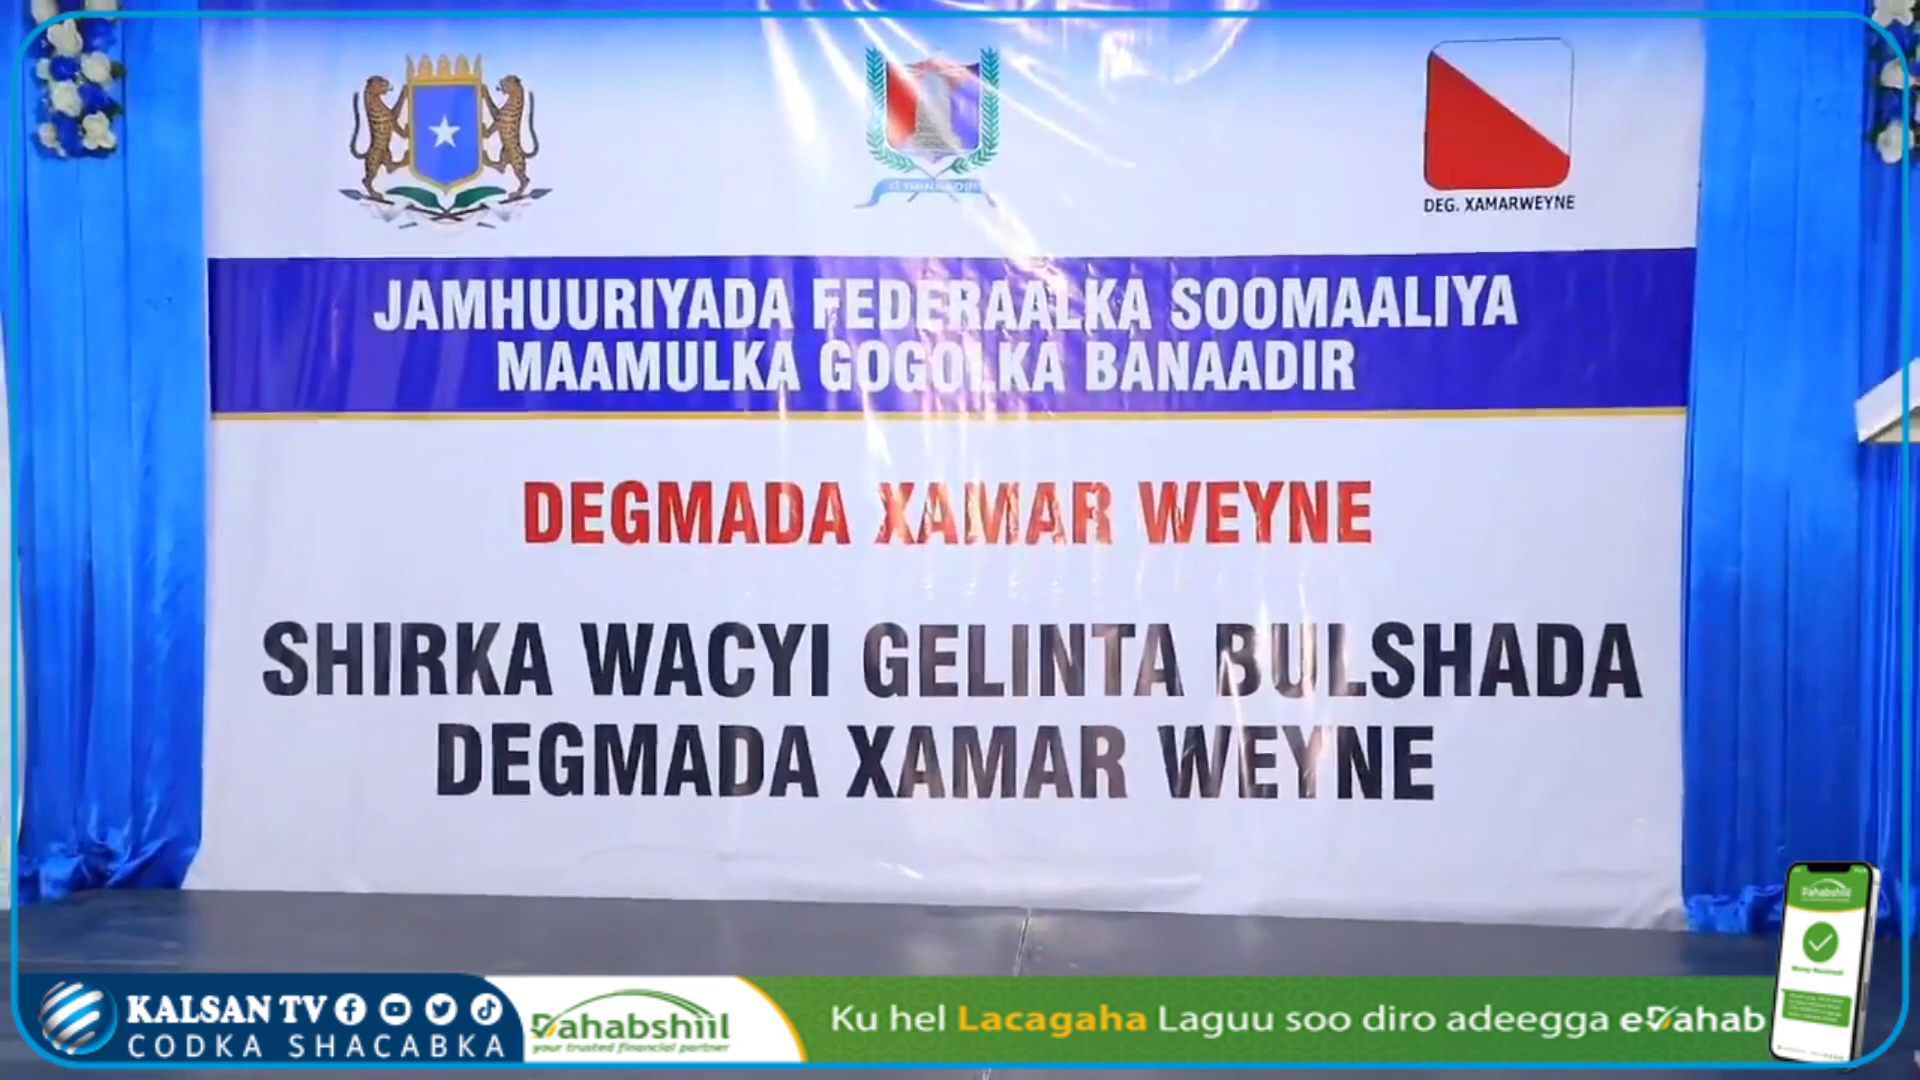 DEG. XAMARWEYNE
JAMHUURIYADA FEDERAALKA SOOMAALIYA
MAAMULKA GOGOLKA BANAADIR
DEGMADA XAMAR WEYNE
SHIRKA WACYI GELINTA BULSHADA
DEGMADA XAMAR WEYNE
KALSAN TV
CODKA SHACABKA
Dahabshiil
your trusted financial partner
Ku hel Lacagaha Laguu soo diro adeegga eDahab
Dahabshiil